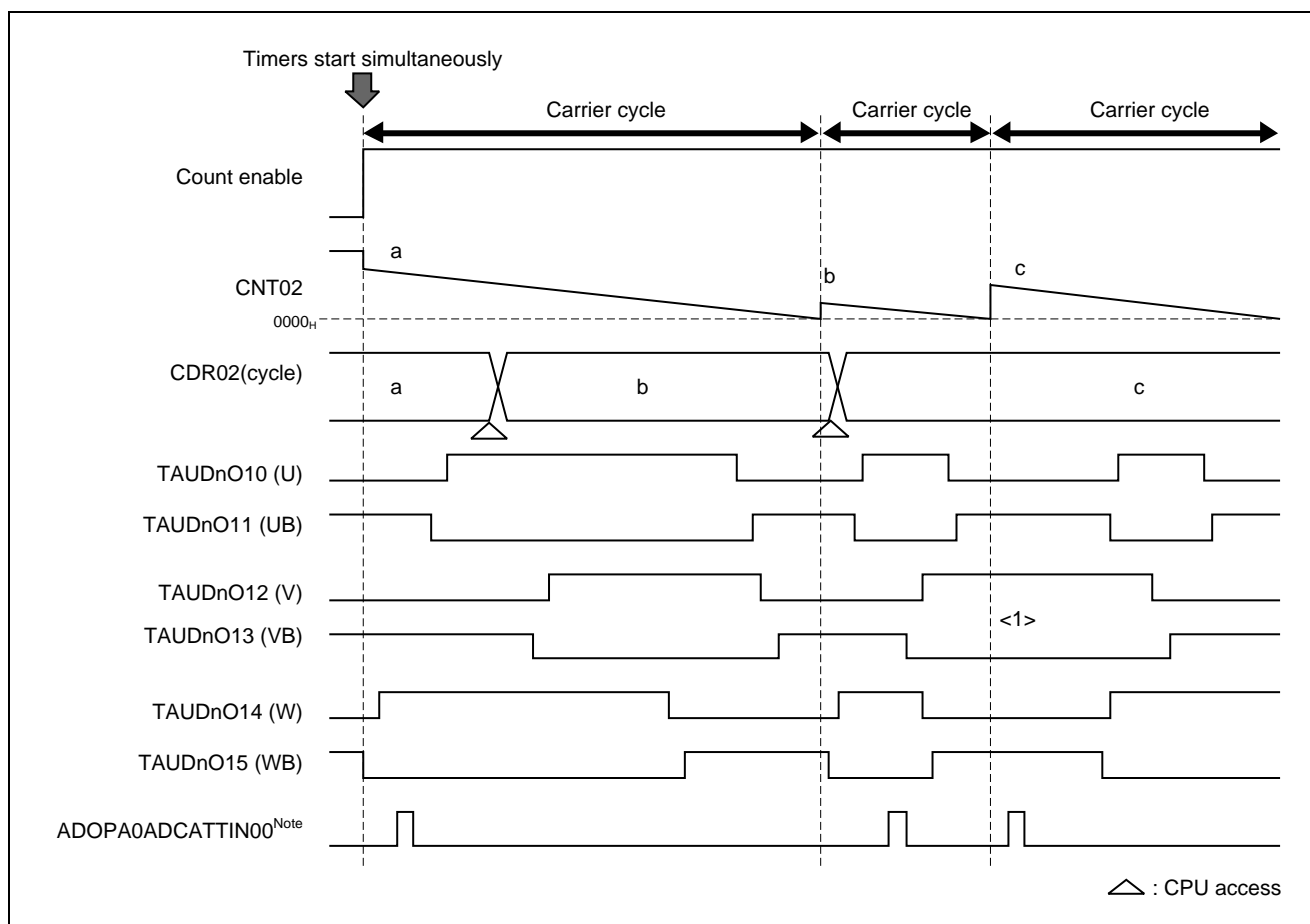 Timers start simultaneously
Carrier cycle Carrier cycle Carrier cycle
Count enable
a
b
c
CNT02
0000H
CDR02(cycle)
a b c
TAUDnO10 (U)
TAUDnO11 (UB)
TAUDnO12 (V)
<1>
TAUDnO13 (VB)
TAUDnO14 (W)
TAUDnO15 (WB)
ADOPA0ADCATTIN00Note
: CPU access